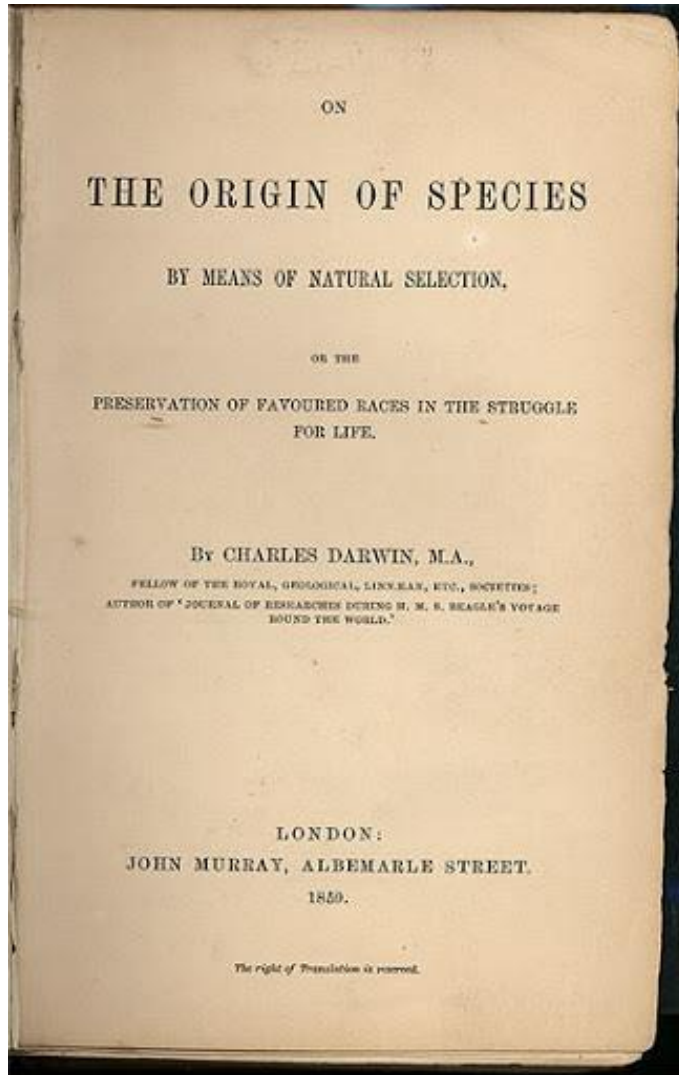 ON
THE ORIGIN OF SPECIES
BY MEANS OF NATURAL SELECTION,
OR THE
PRESERVATION OF FAVOURED RACES IN THE STRUGGLE
FOR LIFE.
BY CHARLES DARWIN, M.A.,
FELLOW OF THE ROYAL, GEOLOGICAL, LINNÆAN, ETC., SOCIETIES;
AUTHOR OF 'JOURNAL OF RESEARCHES DURING H. M. S. BEAGLE'S VOYAGE
ROUND THE WORLD.'
LONDON:
JOHN MURRAY, ALBEMARLE STREET.
1859.
The right of Translation is reserved.